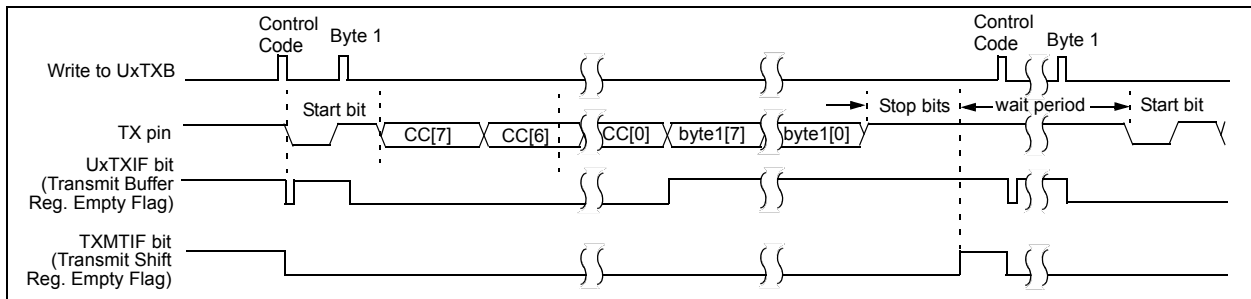 Control
Code
Byte 1
Control
Code
Byte 1
Write to UxTXB
Start bit
Stop bits
wait period
Start bit
TX pin
CC[7]
CC[6]
CC[0]
byte1[7]
byte1[0]
UxTXIF bit
(Transmit Buffer
Reg. Empty Flag)
TXMTIF bit
(Transmit Shift
Reg. Empty Flag)